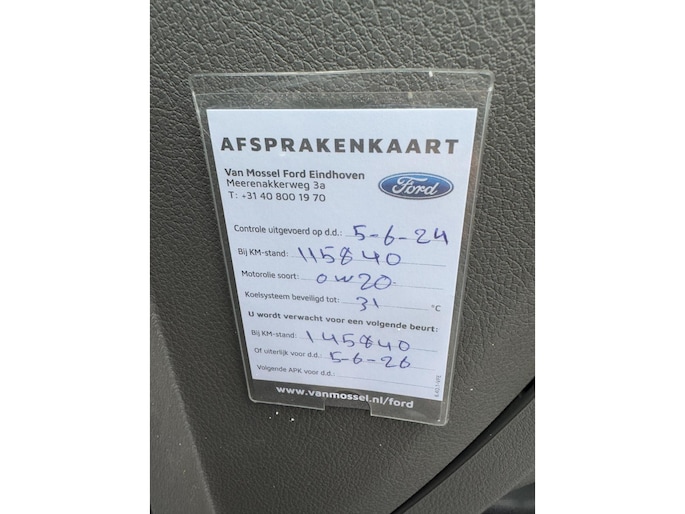 AFSPRAKENKAART
Van Mossel Ford Eindhoven
Meerenakkerweg 3a
T: +31 40 800 19 70
Ford
Controle uitgevoerd op d.d.: 5-6-24
Bij KM-stand: 115840
Motorolie soort: 0W20
Koelsysteem beveiligd tot: 31 °C
U wordt verwacht voor een volgende beurt:
Bij KM-stand: 145840
Of uiterlijk voor d.d.: 5-6-26
Volgende APK voor d.d.:
www.vanmossel.nl/ford